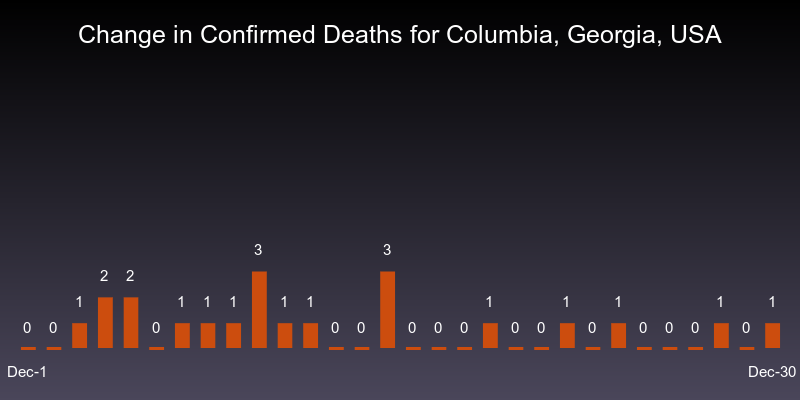 Change in Confirmed Deaths for Columbia, Georgia, USA
0 0 1 2 2 0 1 1 1 3 1 1 0 0 3 0 0 0 1 0 0 1 0 1 0 0 0 1 0 1
Dec-1 Dec-30